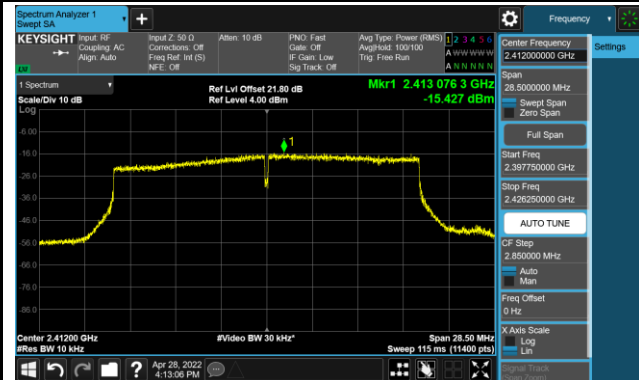 Spectrum Analyzer 1
Swept SA
+
Frequency
KEYSIGHT
Input: RF
Coupling: AC
Align: Auto
Input Z: 50 Ω
Corrections: Off
Freq Ref: Int (S)
NFE: Off
Atten: 10 dB
PNO: Fast
Gate: Off
IF Gain: Low
Sig Track: Off
Avg Type: Power (RMS)
Avg|Hold: 100/100
Trig: Free Run
1 2 3 4 5 6
A W W W W W
A N N N N N
1 Spectrum
Scale/Div 10 dB
Log
Ref Lvl Offset 21.80 dB
Ref Level 4.00 dBm
Mkr1 2.413 076 3 GHz
-15.427 dBm
1
-6.00
-16.0
-26.0
-36.0
-46.0
-56.0
-66.0
-76.0
-86.0
Center 2.41200 GHz
#Res BW 10 kHz
#Video BW 30 kHz*
Span 28.50 MHz
Sweep 115 ms (11400 pts)
Apr 28, 2022
4:13:06 PM
Center Frequency
2.412000000 GHz
Span
28.5000000 MHz
Swept Span
Zero Span
Full Span
Start Freq
2.397750000 GHz
Stop Freq
2.426250000 GHz
AUTO TUNE
CF Step
2.850000 MHz
Auto
Man
Freq Offset
0 Hz
X Axis Scale
Log
Lin
Signal Track
(Span Zoom)
Settings